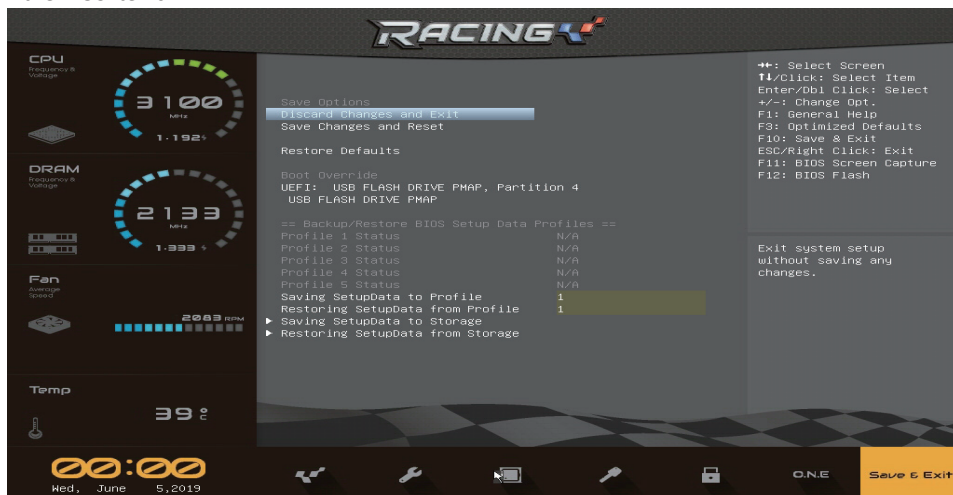 RACING
CPU
Frequency &
Voltage
3100
MHz
1.192
DRAM
Frequency &
Voltage
2133
MHz
1.333
Fan
Average
Speed
2083 RPM
Temp
39 °C
00:00
Wed, June 5,2019
Save Options
Discard Changes and Exit
Save Changes and Reset
Restore Defaults
Boot Override
UEFI: USB FLASH DRIVE PMAP, Partition 4
USB FLASH DRIVE PMAP
== Backup/Restore BIOS Setup Data Profiles ==
Profile 1 Status N/A
Profile 2 Status N/A
Profile 3 Status N/A
Profile 4 Status N/A
Profile 5 Status N/A
Saving SetupData to Profile 1
Restoring SetupData from Profile 1
Saving SetupData to Storage
Restoring SetupData from Storage
→←: Select Screen
↑↓/Click: Select Item
Enter/Dbl Click: Select
+/-: Change Opt.
F1: General Help
F3: Optimized Defaults
F10: Save & Exit
ESC/Right Click: Exit
F11: BIOS Screen Capture
F12: BIOS Flash
Exit system setup
without saving any
changes.
O.N.E
Save & Exit